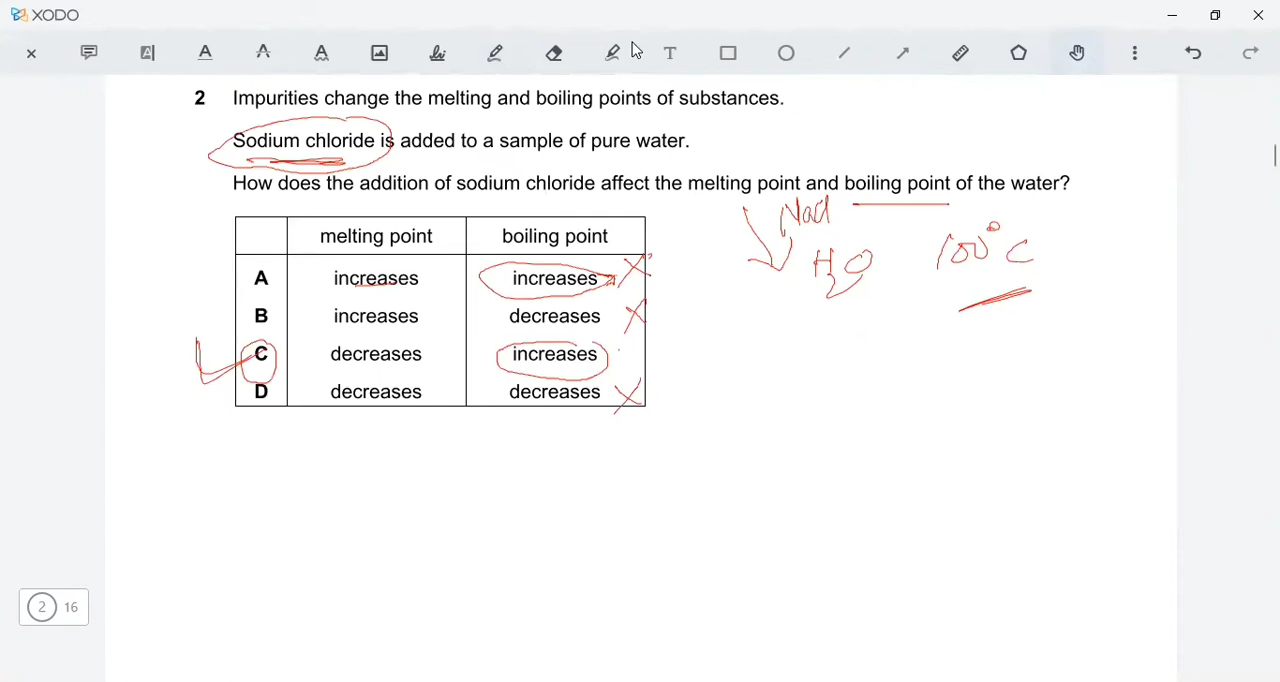 XODO
T
2 Impurities change the melting and boiling points of substances.
Sodium chloride is added to a sample of pure water.
How does the addition of sodium chloride affect the melting point and boiling point of the water?
NaCl
H2O 100°C
melting point boiling point
A increases increases
B increases decreases
C decreases increases
D decreases decreases
2 16